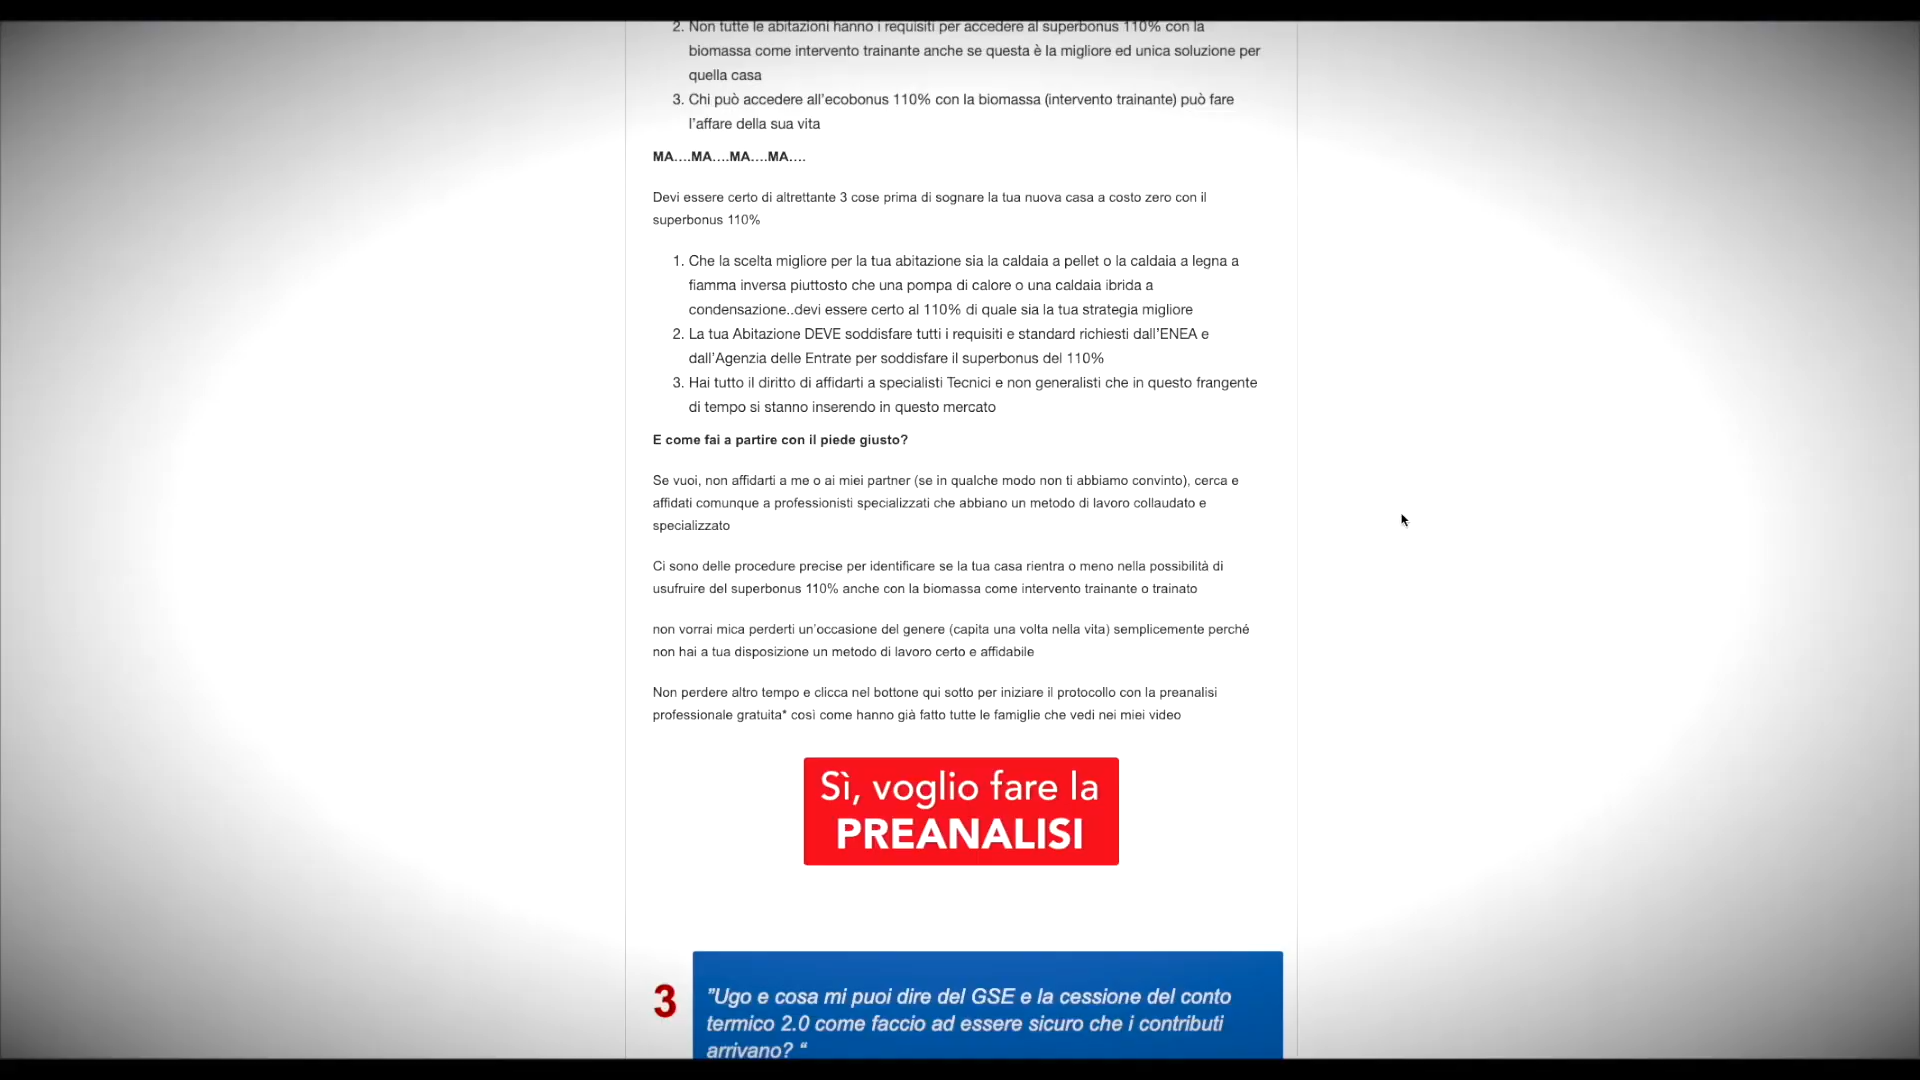 2. Non tutte le abitazioni hanno i requisiti per accedere al superbonus 110% con la
biomassa come intervento trainante anche se questa è la migliore ed unica soluzione per
quella casa
3. Chi può accedere all'ecobonus 110% con la biomassa (intervento trainante) può fare
l'affare della sua vita
MA....MA....MA....MA....
Devi essere certo di altrettante 3 cose prima di sognare la tua nuova casa a costo zero con il
superbonus 110%
1. Che la scelta migliore per la tua abitazione sia la caldaia a pellet o la caldaia a legna a
fiamma inversa piuttosto che una pompa di calore o una caldaia ibrida a
condensazione..devi essere certo al 110% di quale sia la tua strategia migliore
2. La tua Abitazione DEVE soddisfare tutti i requisiti e standard richiesti dall'ENEA e
dall'Agenzia delle Entrate per soddisfare il superbonus del 110%
3. Hai tutto il diritto di affidarti a specialisti Tecnici e non generalisti che in questo frangente
di tempo si stanno inserendo in questo mercato
E come fai a partire con il piede giusto?
Se vuoi, non affidarti a me o ai miei partner (se in qualche modo non ti abbiamo convinto), cerca e
affidati comunque a professionisti specializzati che abbiano un metodo di lavoro collaudato e
specializzato
Ci sono delle procedure precise per identificare se la tua casa rientra o meno nella possibilità di
usufruire del superbonus 110% anche con la biomassa come intervento trainante o trainato
non vorrai mica perderti un'occasione del genere (capita una volta nella vita) semplicemente perché
non hai a tua disposizione un metodo di lavoro certo e affidabile
Non perdere altro tempo e clicca nel bottone qui sotto per iniziare il protocollo con la preanalisi
professionale gratuita* così come hanno già fatto tutte le famiglie che vedi nei miei video
Sì, voglio fare la
PREANALISI
3
"Ugo e cosa mi puoi dire del GSE e la cessione del conto
termico 2.0 come faccio ad essere sicuro che i contributi
arrivano? “